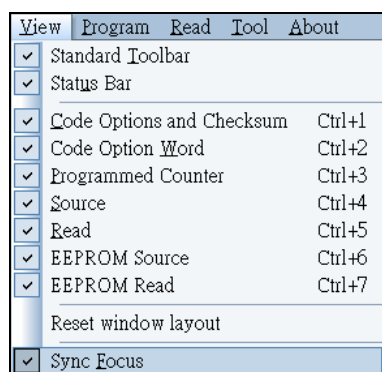 View Program Read Tool About
Standard Toolbar
Status Bar
Code Options and Checksum Ctrl+1
Code Option Word Ctrl+2
Programmed Counter Ctrl+3
Source Ctrl+4
Read Ctrl+5
EEPROM Source Ctrl+6
EEPROM Read Ctrl+7
Reset window layout
Sync Focus